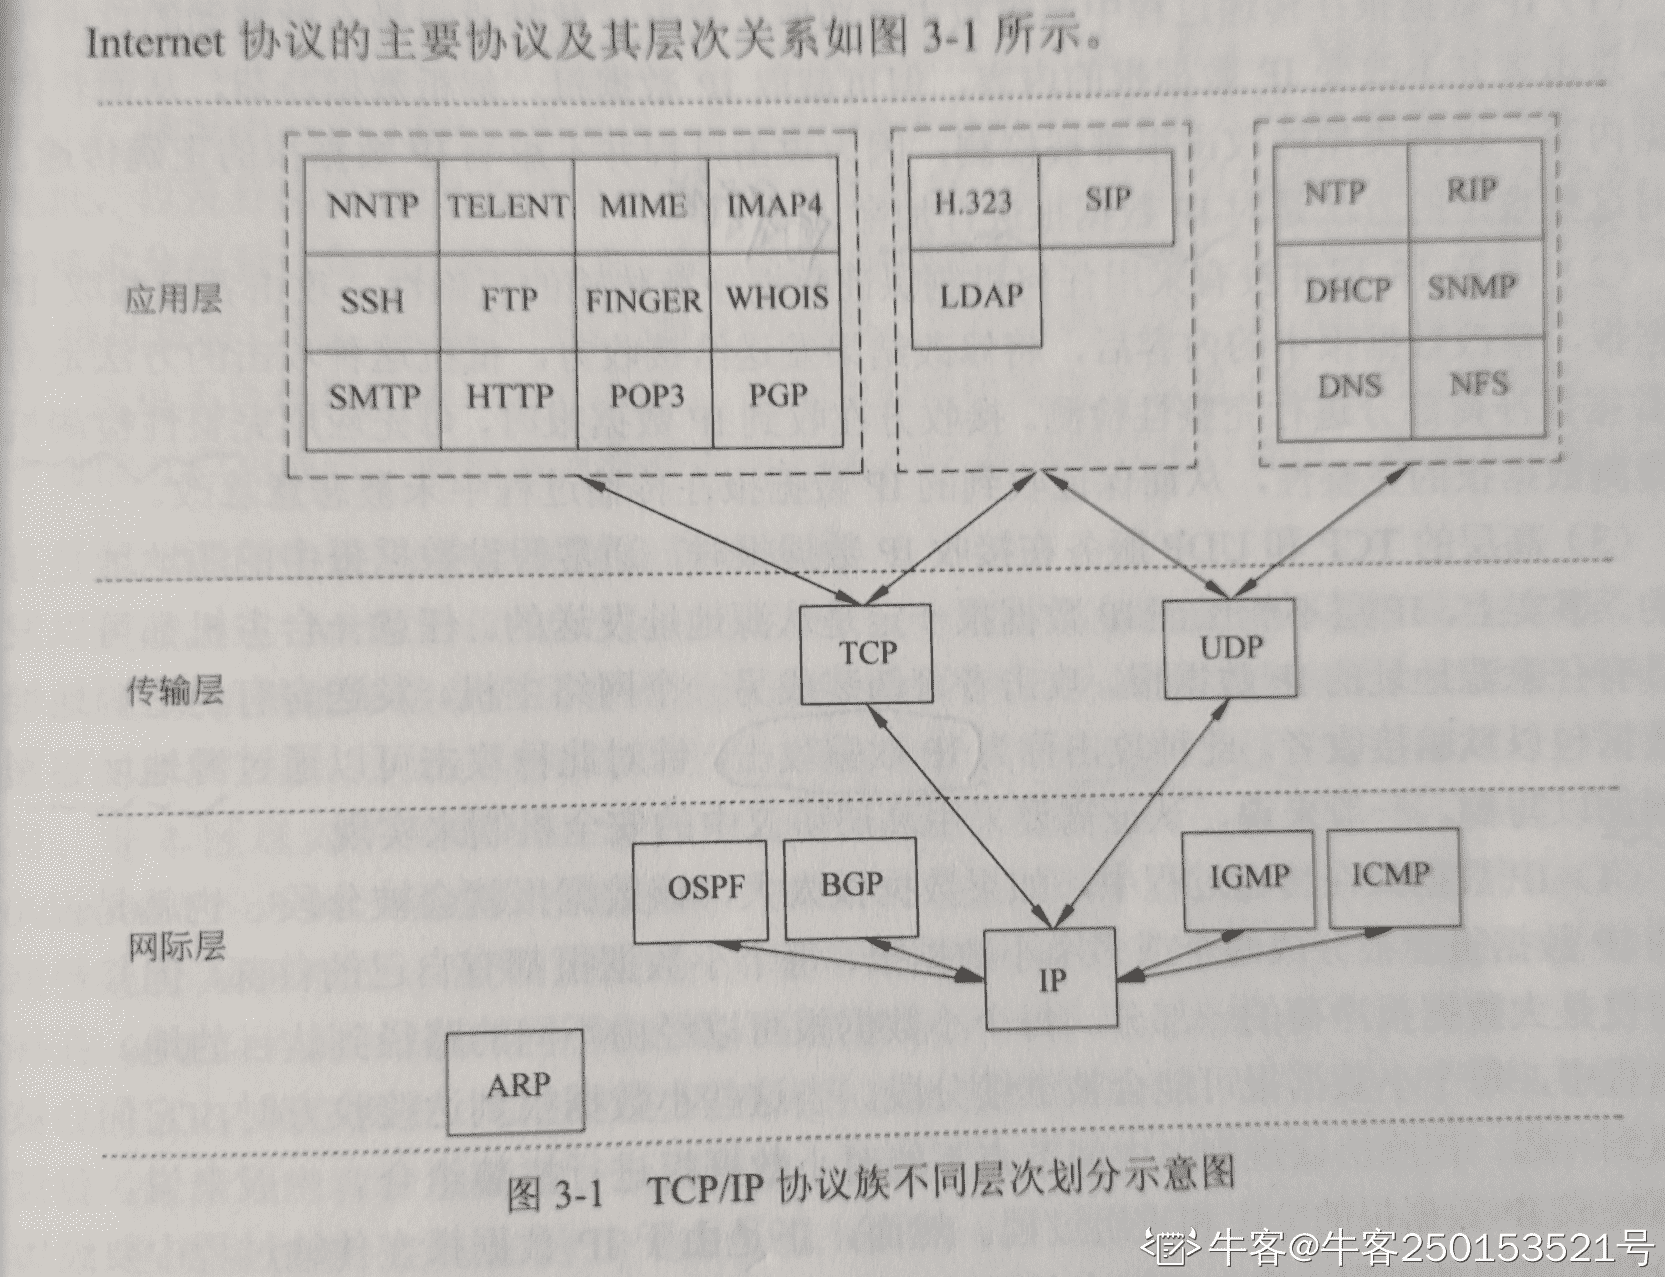 Internet 协议的主要协议及其层次关系如图 3-1 所示。
NNTP TELENT MIME IMAP4 H.323 SIP NTP RIP
应用层 SSH FTP FINGER WHOIS LDAP DHCP SNMP
SMTP HTTP POP3 PGP DNS NFS
传输层 TCP UDP
OSPF BGP IGMP ICMP
网际层 IP
ARP
图 3-1 TCP/IP 协议族不同层次划分示意图
牛客@牛客250153521号